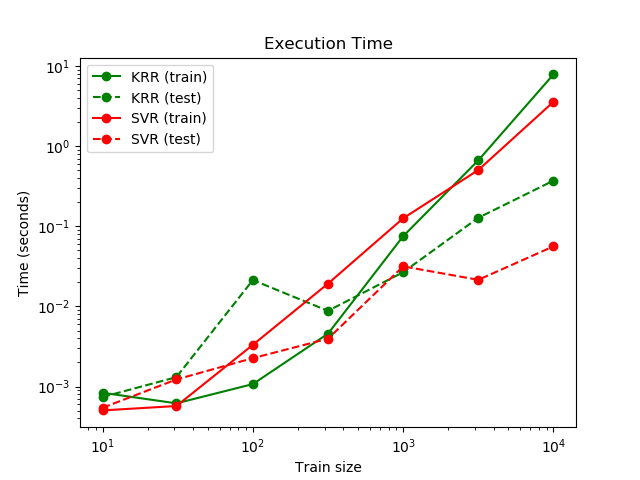 Execution Time
KRR (train)
KRR (test)
SVR (train)
SVR (test)
Time (seconds)
10¹
10⁰
10⁻¹
10⁻²
10⁻³
10¹
10²
10³
10⁴
Train size